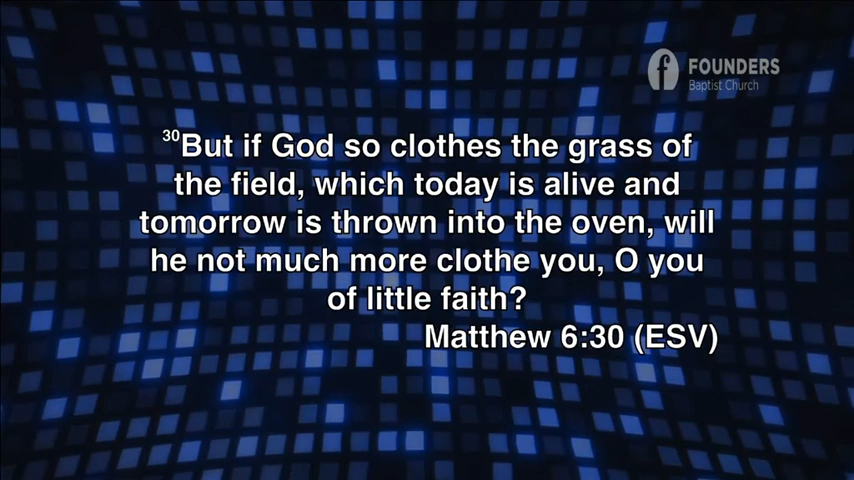 FOUNDERS
Baptist Church
30But if God so clothes the grass of
the field, which today is alive and
tomorrow is thrown into the oven, will
he not much more clothe you, O you
of little faith?
Matthew 6:30 (ESV)